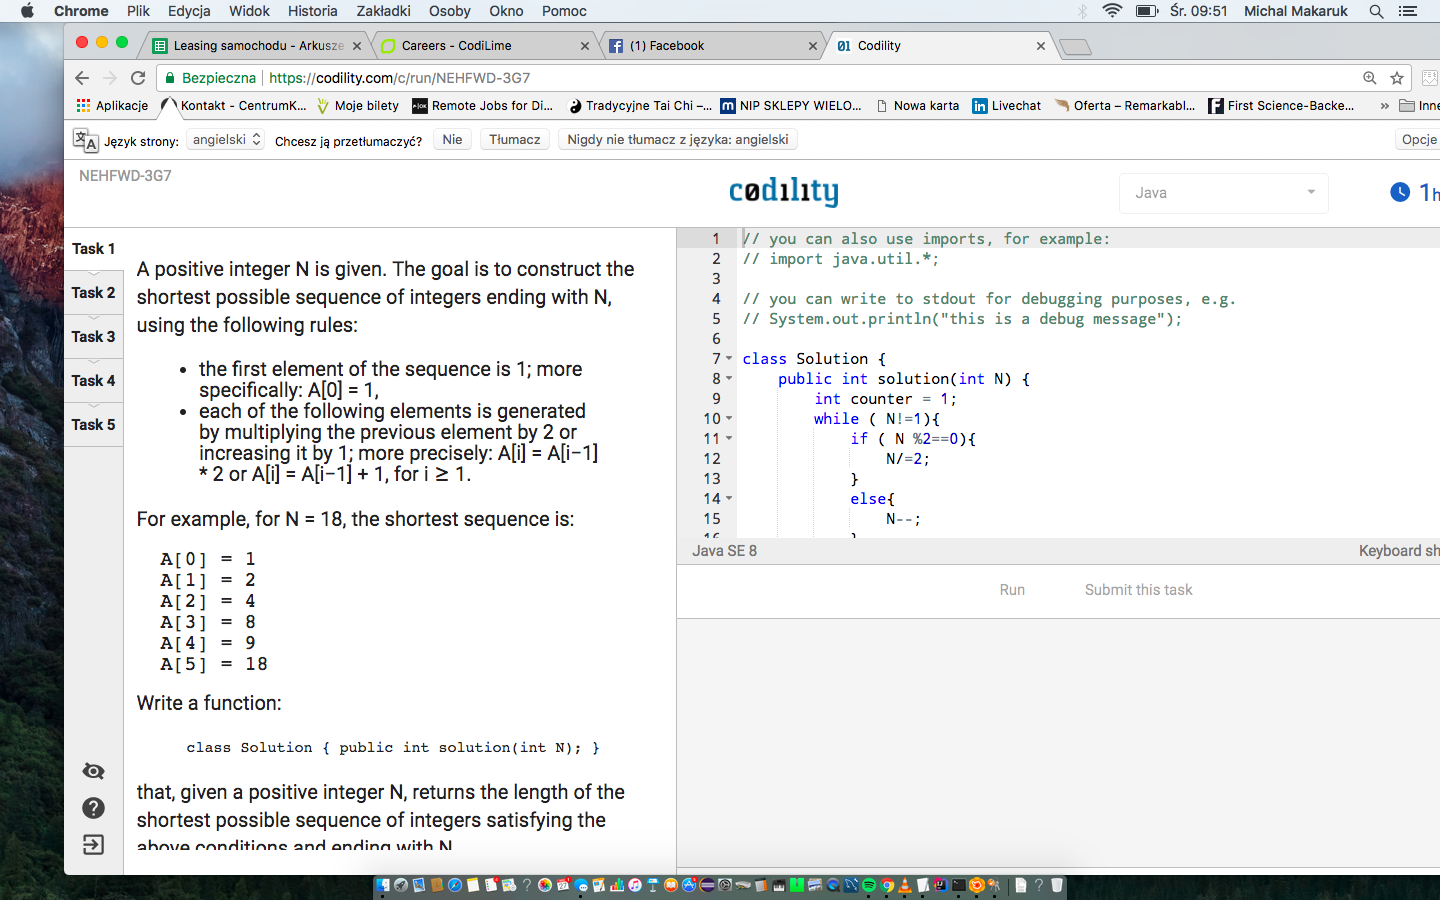 Chrome Plik Edycja Widok Historia Zakładki Osoby Okno Pomoc Śr. 09:51 Michal Makaruk
Leasing samochodu - Arkusze Careers - CodiLime (1) Facebook 01 Codility
Bezpieczna https://codility.com/c/run/NEHFWD-3G7
Aplikacje Kontakt - CentrumK... Moje bilety Remote Jobs for Di... Tradycyjne Tai Chi –... NIP SKLEPY WIELO... Nowa karta Livechat Oferta – Remarkabl... First Science-Backe... » Inne
Język strony: angielski Chcesz ją przetłumaczyć? Nie Tłumacz Nigdy nie tłumacz z języka: angielski Opcje
NEHFWD-3G7
codility
Java
1h
Task 1
Task 2
Task 3
Task 4
Task 5
A positive integer N is given. The goal is to construct the
shortest possible sequence of integers ending with N,
using the following rules:
• the first element of the sequence is 1; more
specifically: A[0] = 1,
• each of the following elements is generated
by multiplying the previous element by 2 or
increasing it by 1; more precisely: A[i] = A[i−1]
* 2 or A[i] = A[i−1] + 1, for i ≥ 1.
For example, for N = 18, the shortest sequence is:
A[0] = 1
A[1] = 2
A[2] = 4
A[3] = 8
A[4] = 9
A[5] = 18
Write a function:
class Solution { public int solution(int N); }
that, given a positive integer N, returns the length of the
shortest possible sequence of integers satisfying the
above conditions and ending with N
1 // you can also use imports, for example:
2 // import java.util.*;
3
4 // you can write to stdout for debugging purposes, e.g.
5 // System.out.println("this is a debug message");
6
7 class Solution {
8 public int solution(int N) {
9 int counter = 1;
10 while ( N!=1){
11 if ( N %2==0){
12 N/=2;
13 }
14 else{
15 N--;
16 }
Java SE 8 Keyboard sh
Run Submit this task